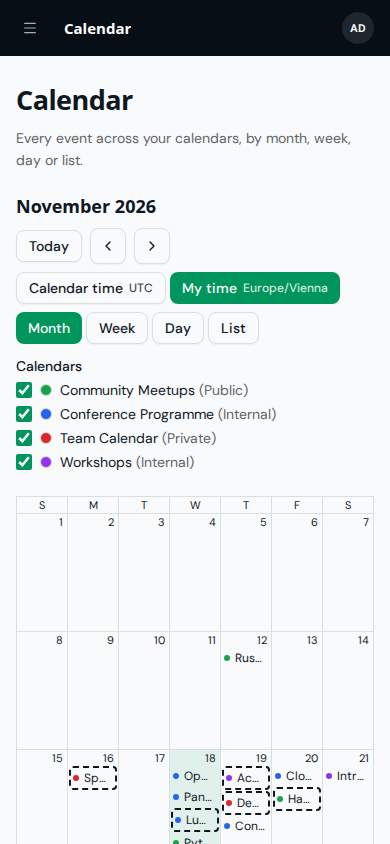 Calendar
AD
Calendar
Every event across your calendars, by month, week,
day or list.
November 2026
Today
Calendar time UTC
My time Europe/Vienna
Month
Week
Day
List
Calendars
Community Meetups (Public)
Conference Programme (Internal)
Team Calendar (Private)
Workshops (Internal)
S M T W T F S
1 2 3 4 5 6 7
8 9 10 11 12 13 14
Rus...
15 16 17 18 19 20 21
Sp... Op... Ac... Clo... Intr...
Pan... De... Ha...
Lu... Con...